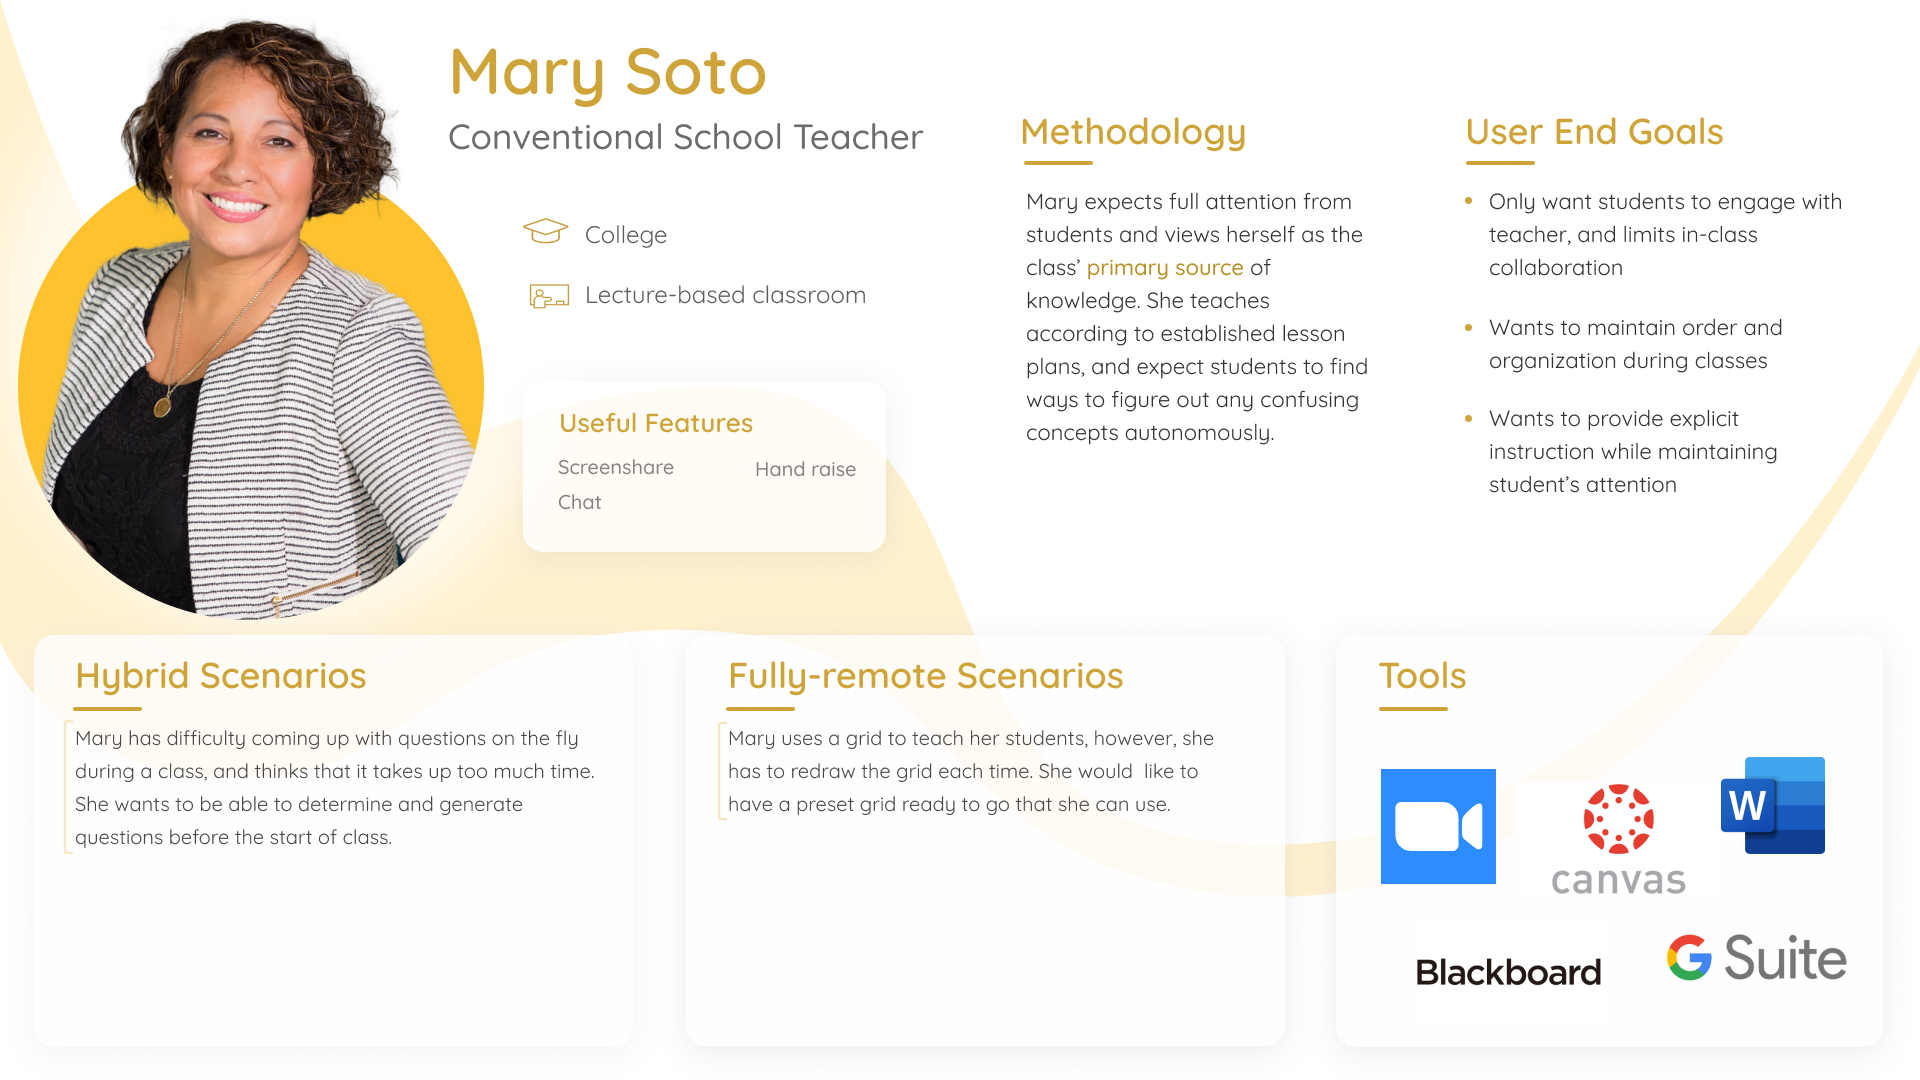 Mary Soto
Conventional School Teacher
College
Lecture-based classroom
Useful Features
Screenshare
Hand raise
Chat
Methodology
Mary expects full attention from
students and views herself as the
class’ primary source of
knowledge. She teaches
according to established lesson
plans, and expect students to find
ways to figure out any confusing
concepts autonomously.
User End Goals
• Only want students to engage with
teacher, and limits in-class
collaboration
• Wants to maintain order and
organization during classes
• Wants to provide explicit
instruction while maintaining
student’s attention
Hybrid Scenarios
Mary has difficulty coming up with questions on the fly
during a class, and thinks that it takes up too much time.
She wants to be able to determine and generate
questions before the start of class.
Fully-remote Scenarios
Mary uses a grid to teach her students, however, she
has to redraw the grid each time. She would  like to
have a preset grid ready to go that she can use.
Tools
canvas
W
Blackboard
G Suite